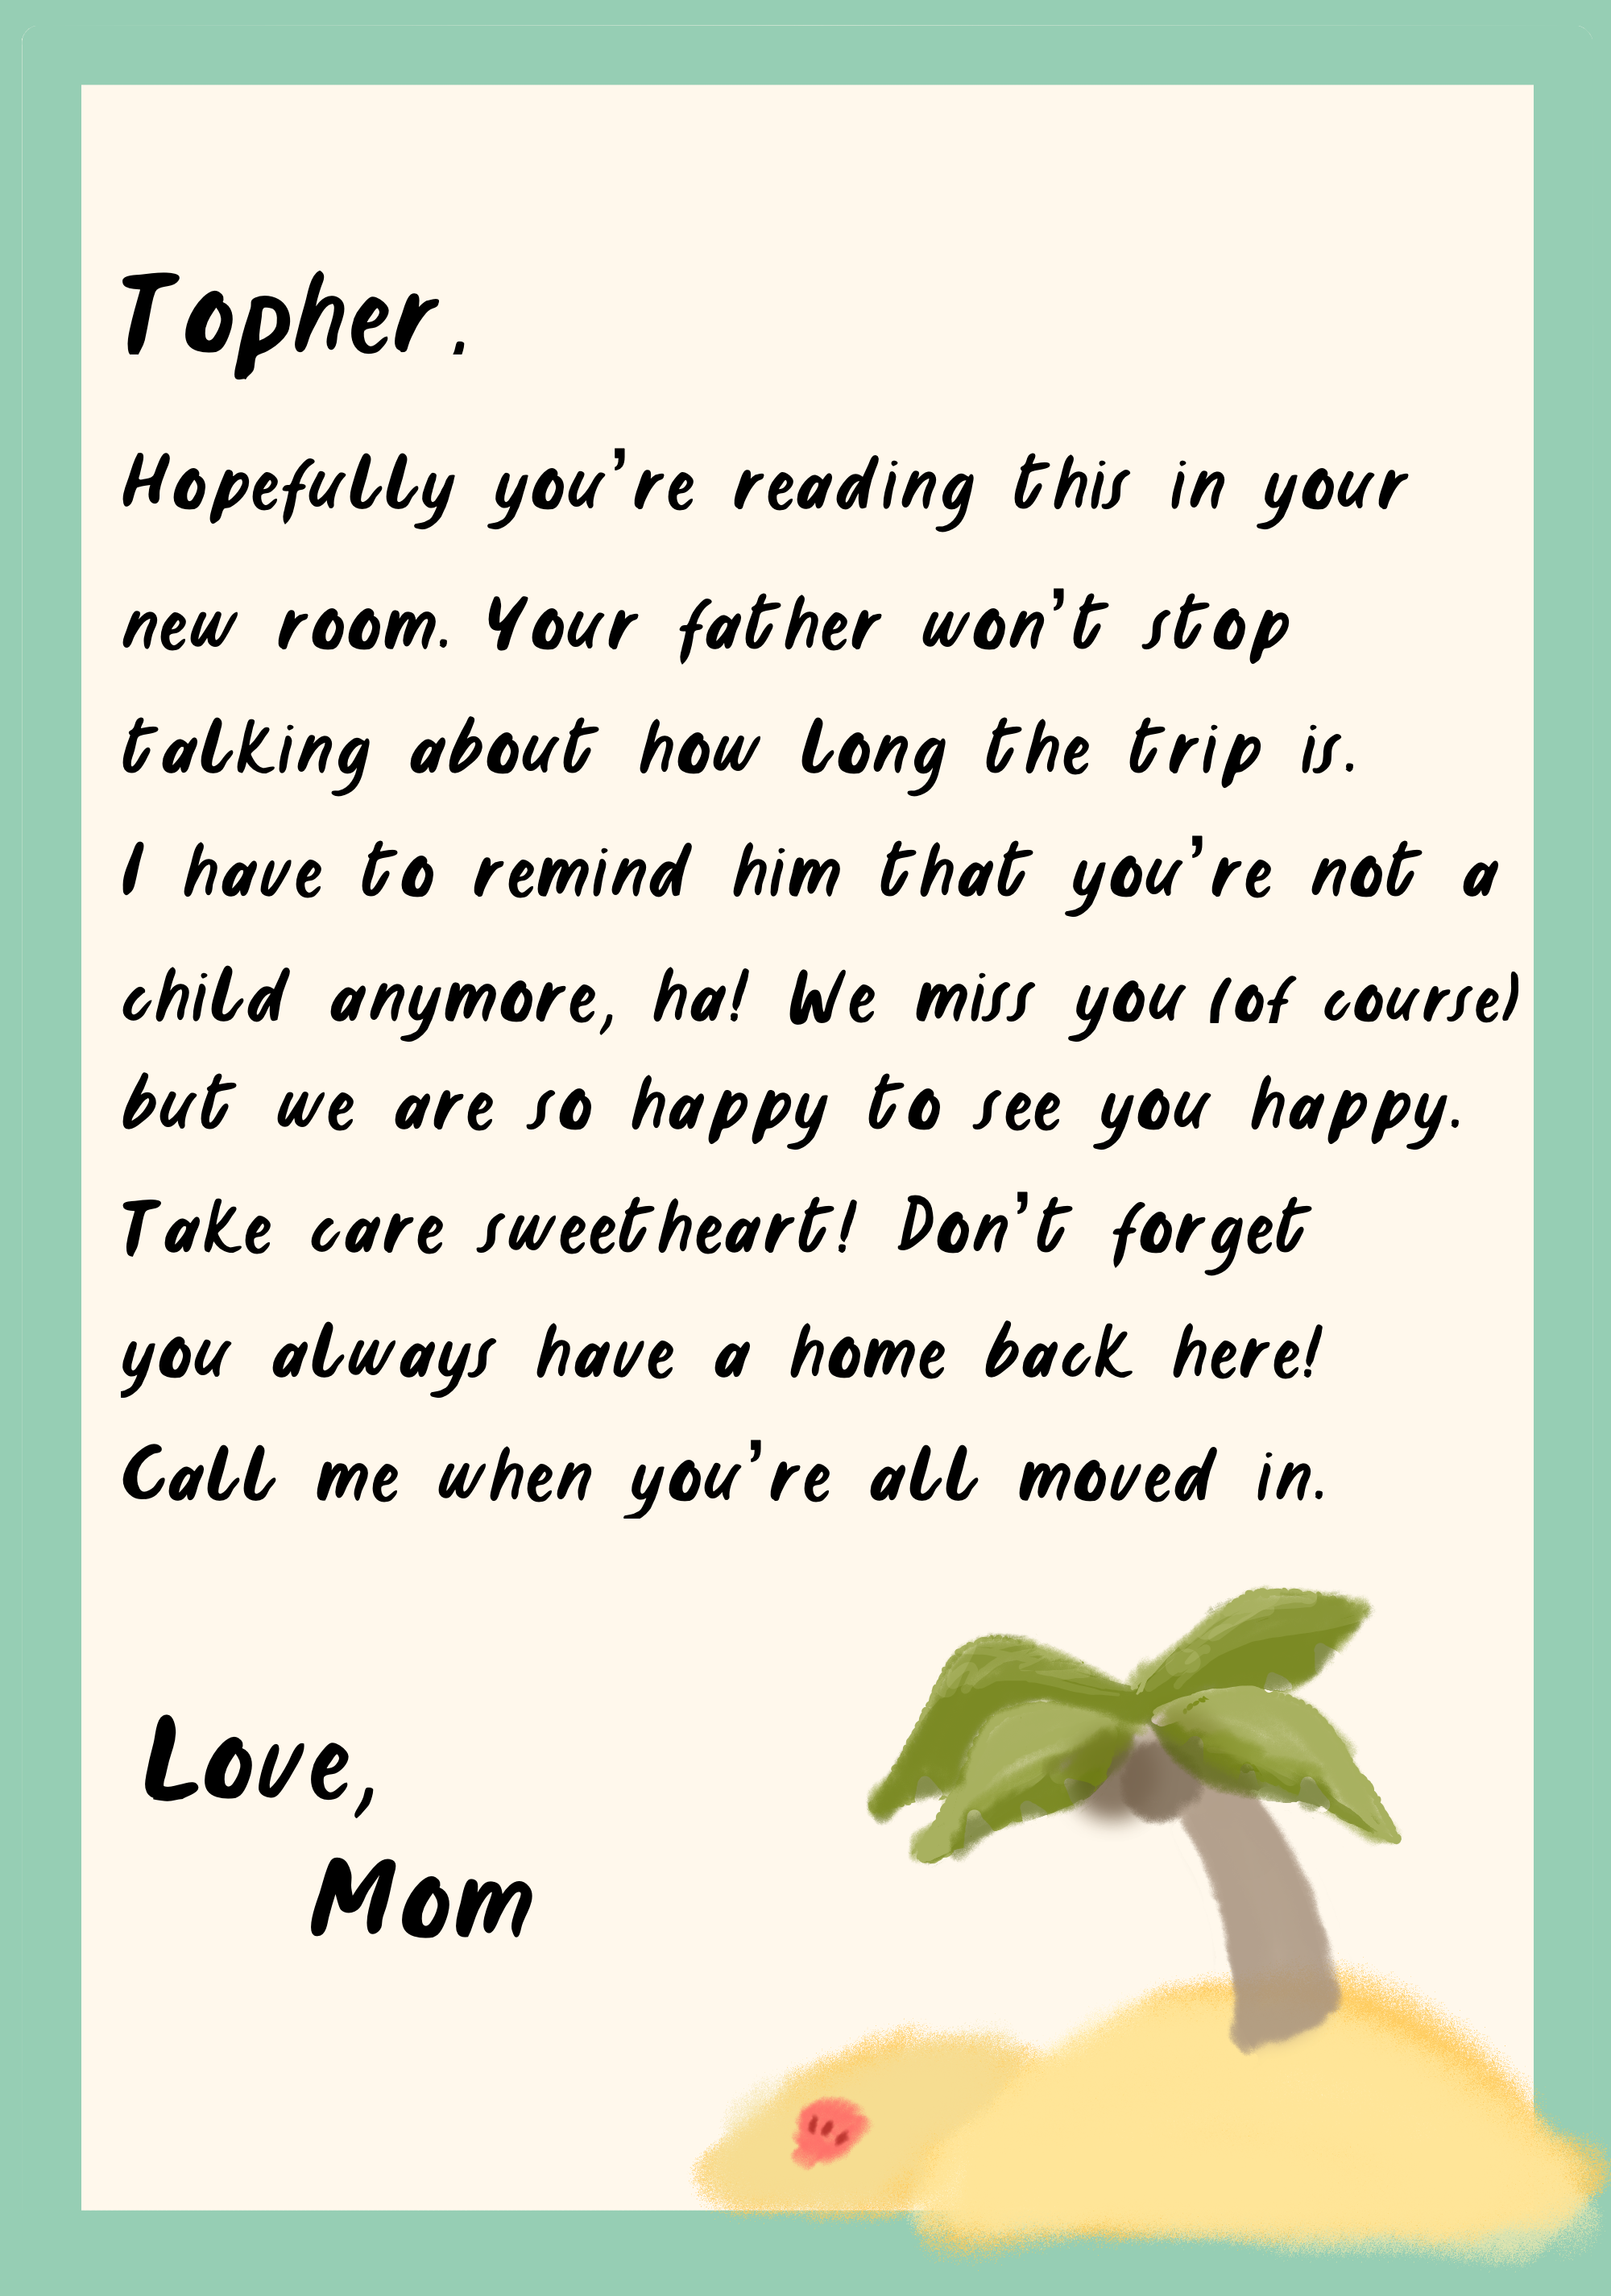 Topher.
Hopefully you're reading this in your
new room. Your father won't stop
talking about how long the trip is.
I have to remind him that you're not a
child anymore, ha! We miss you (of course)
but we are so happy to see you happy.
Take care sweetheart! Don't forget
you always have a home back here!
Call me when you're all moved in.
Love,
Mom